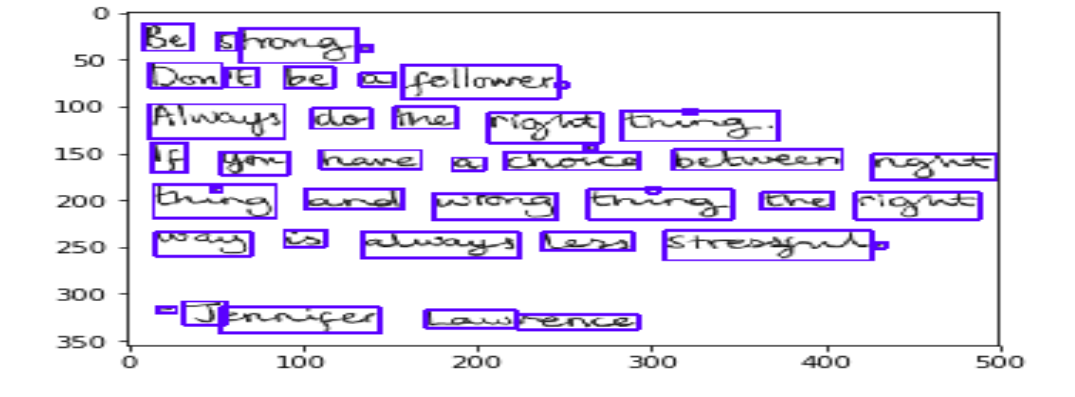 0
Be strong.
50
Don't be a follower.
100
Always do the right thing.
150
If you have a choice between right
200
thing and wrong thing. the right
250
way is always less stressful.
300
- Jennifer Lawrence
350
0 100 200 300 400 500